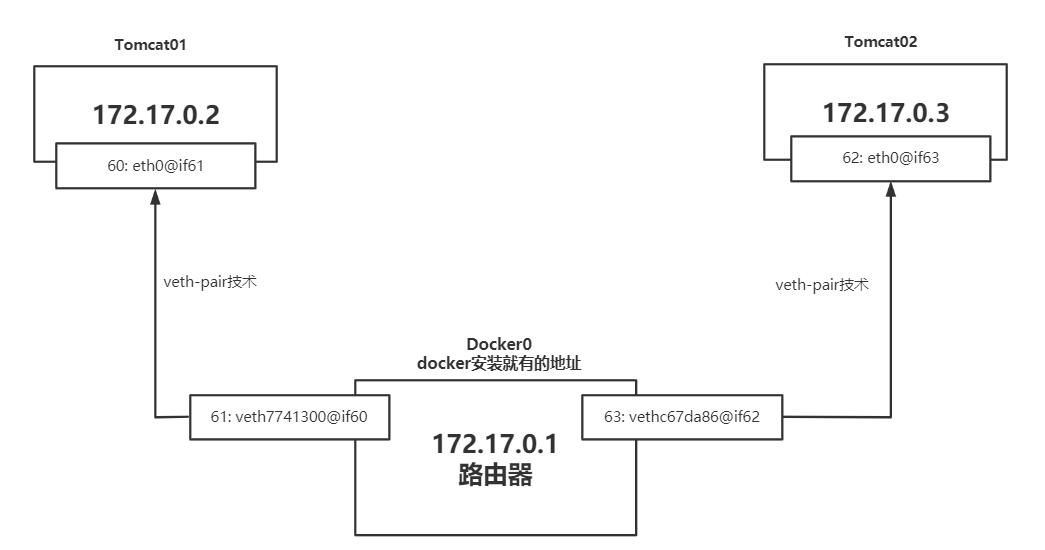 Tomcat01
Tomcat02
172.17.0.2
172.17.0.3
60: eth0@if61
62: eth0@if63
veth-pair技术
veth-pair技术
Docker0
docker安装就有的地址
61: veth7741300@if60
63: vethc67da86@if62
172.17.0.1
路由器